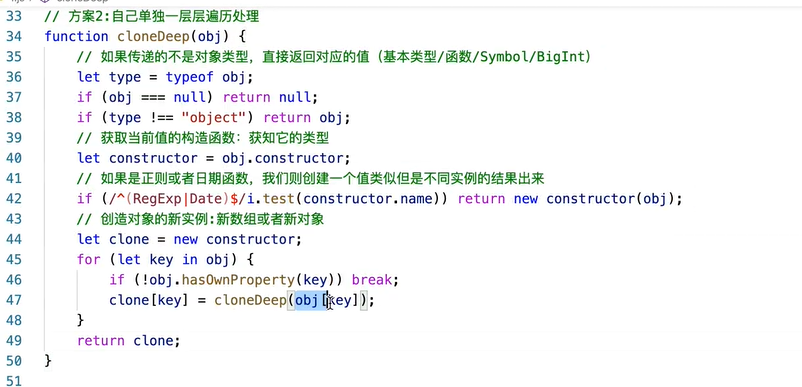 33 // 方案2:自己单独一层层遍历处理
34 function cloneDeep(obj) {
35     // 如果传递的不是对象类型，直接返回对应的值（基本类型/函数/Symbol/BigInt）
36     let type = typeof obj;
37     if (obj === null) return null;
38     if (type !== "object") return obj;
39     // 获取当前值的构造函数：获知它的类型
40     let constructor = obj.constructor;
41     // 如果是正则或者日期函数，我们则创建一个值类似但是不同实例的结果出来
42     if (/^(RegExp|Date)$/i.test(constructor.name)) return new constructor(obj);
43     // 创造对象的新实例:新数组或者新对象
44     let clone = new constructor;
45     for (let key in obj) {
46         if (!obj.hasOwnProperty(key)) break;
47         clone[key] = cloneDeep(obj[key]);
48     }
49     return clone;
50 }
51